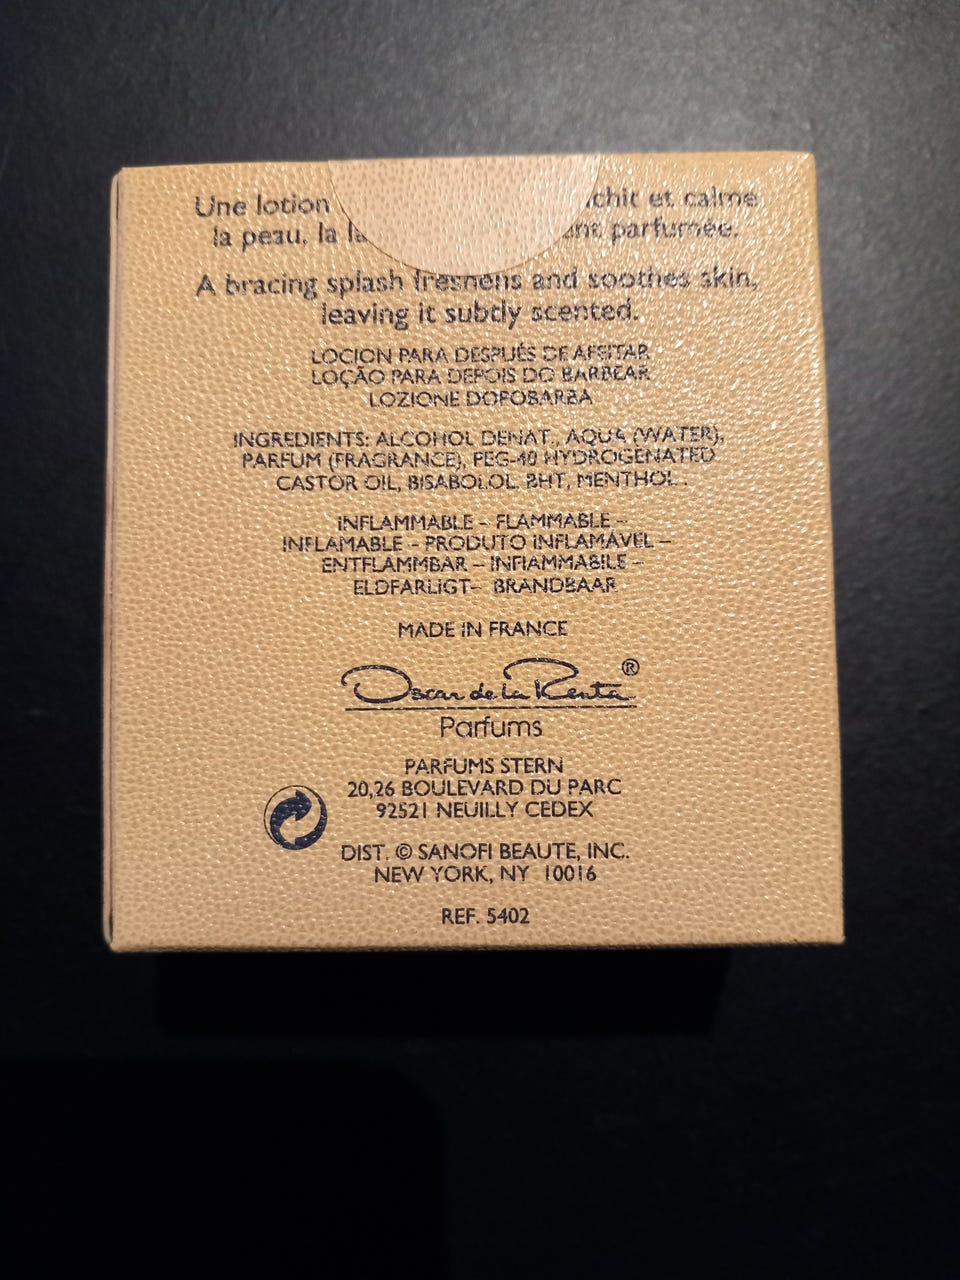 Une lotion chit et calme
la peau, la la ent parfumée.
A bracing splash freshens and soothes skin,
leaving it subtly scented.
LOCION PARA DESPUÉS DE AFEITAR
LOÇÃO PARA DEPOIS DO BARBEAR
LOZIONE DOPOBARBA
INGREDIENTS: ALCOHOL DENAT., AQUA (WATER),
PARFUM (FRAGRANCE), PEG-40 HYDROGENATED
CASTOR OIL, BISABOLOL, BHT, MENTHOL.
INFLAMMABLE – FLAMMABLE –
INFLAMABLE – PRODUTO INFLAMÁVEL –
ENTFLAMMBAR – INFIAMMABILE –
ELDFARLIGT– BRANDBAAR
MADE IN FRANCE
Oscar de la Renta®
Parfums
PARFUMS STERN
20,26 BOULEVARD DU PARC
92521 NEUILLY CEDEX
DIST. © SANOFI BEAUTE, INC.
NEW YORK, NY 10016
REF. 5402